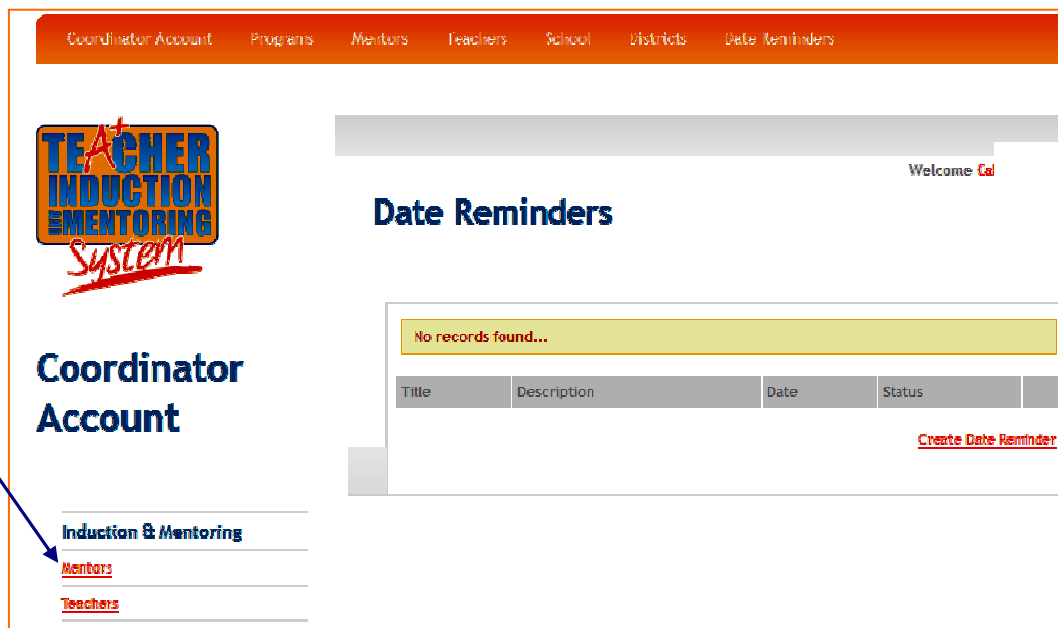 Coordinator Account Programs Mentors Teachers School Districts Date Reminders
TEACHER
INDUCTION
AND MENTORING
System
Welcome
Date Reminders
No records found...
Title Description Date Status
Create Date Reminder
Coordinator
Account
Induction & Mentoring
Mentors
Teachers